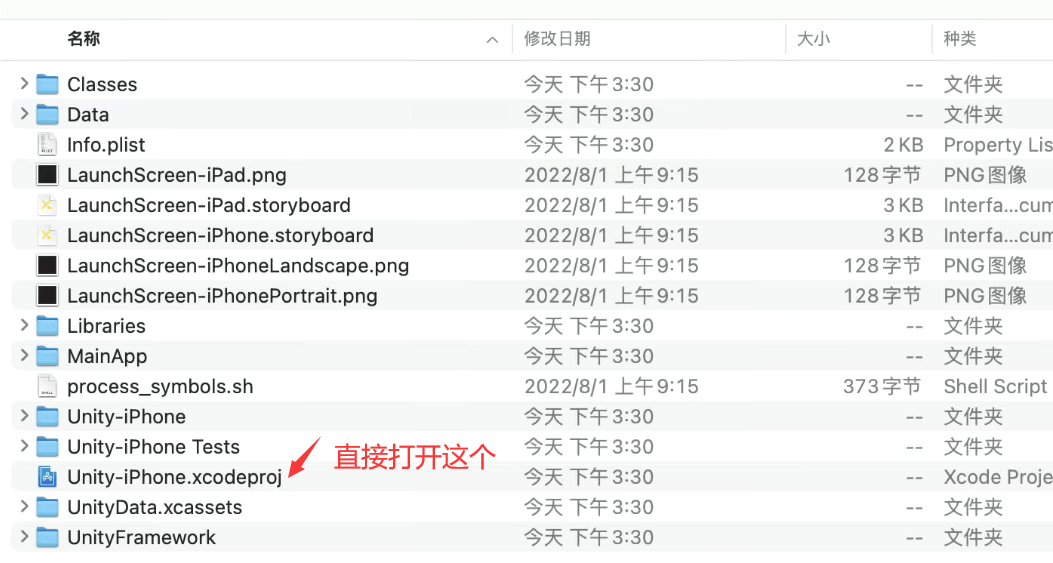 名称 修改日期 大小 种类
Classes 今天 下午3:30 -- 文件夹
Data 今天 下午3:30 -- 文件夹
Info.plist 今天 下午3:30 2 KB Property Lis
LaunchScreen-iPad.png 2022/8/1 上午9:15 128字节 PNG图像
LaunchScreen-iPad.storyboard 2022/8/1 上午9:15 3 KB Interfa...cum
LaunchScreen-iPhone.storyboard 2022/8/1 上午9:15 3 KB Interfa...cum
LaunchScreen-iPhoneLandscape.png 2022/8/1 上午9:15 128字节 PNG图像
LaunchScreen-iPhonePortrait.png 2022/8/1 上午9:15 128字节 PNG图像
Libraries 今天 下午3:30 -- 文件夹
MainApp 今天 下午3:30 -- 文件夹
process_symbols.sh 2022/8/1 上午9:15 373字节 Shell Script
Unity-iPhone 今天 下午3:30 -- 文件夹
Unity-iPhone Tests 今天 下午3:30 -- 文件夹
直接打开这个
Unity-iPhone.xcodeproj 今天 下午3:30 -- Xcode Proje
UnityData.xcassets 今天 下午3:30 -- 文件夹
UnityFramework 今天 下午3:30 -- 文件夹